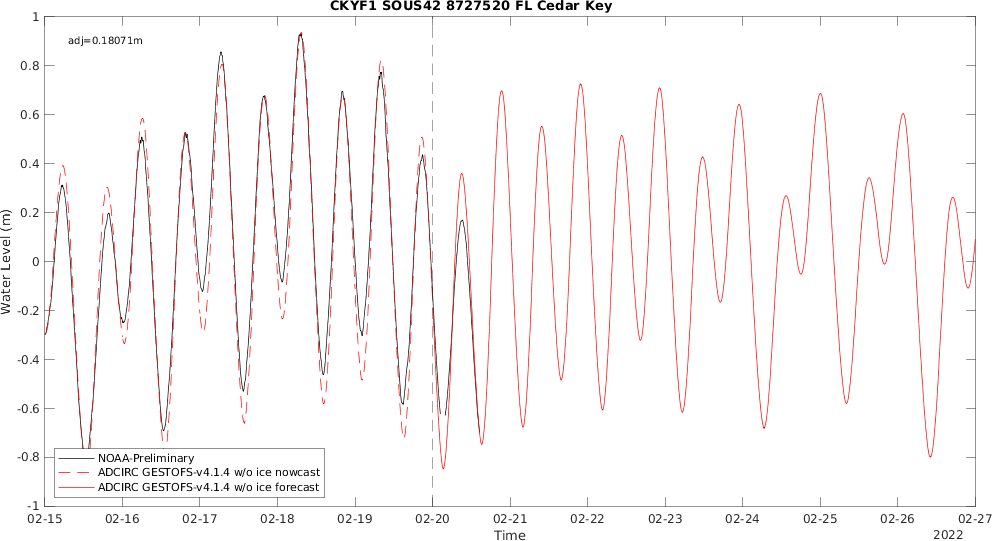 CKYF1 SOUS42 8727520 FL Cedar Key
adj=0.18071m
1
0.8
0.6
0.4
0.2
0
-0.2
-0.4
-0.6
-0.8
-1
Water Level (m)
NOAA-Preliminary
ADCIRC GESTOFS-v4.1.4 w/o ice nowcast
ADCIRC GESTOFS-v4.1.4 w/o ice forecast
02-15 02-16 02-17 02-18 02-19 02-20 02-21 02-22 02-23 02-24 02-25 02-26 02-27
Time
2022